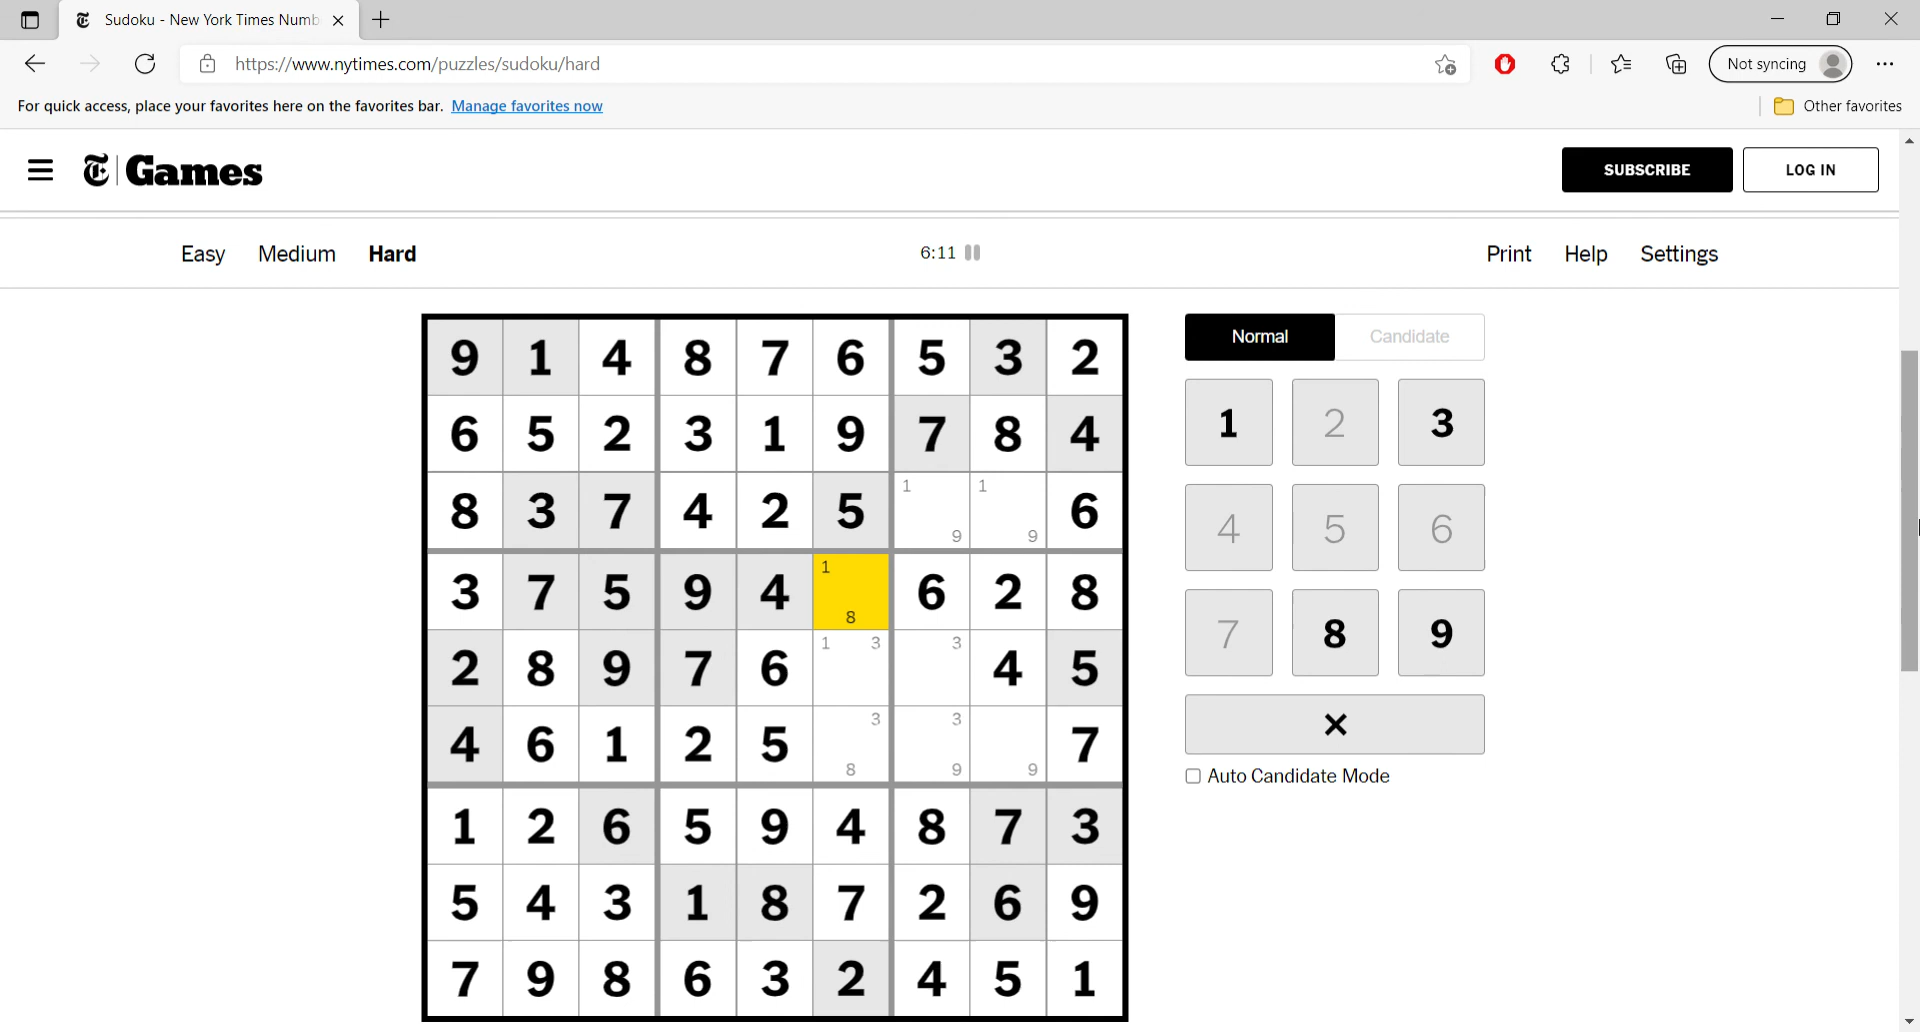 Sudoku - New York Times Numb
https://www.nytimes.com/puzzles/sudoku/hard
Not syncing
For quick access, place your favorites here on the favorites bar. Manage favorites now
Other favorites
Games
SUBSCRIBE
LOG IN
Easy Medium Hard
6:11
Print Help Settings
9 1 4 8 7 6 5 3 2
6 5 2 3 1 9 7 8 4
8 3 7 4 2 5 1 9 1 9 6
3 7 5 9 4 1 8 6 2 8
2 8 9 7 6 1 3 3 4 5
4 6 1 2 5 3 8 3 9 9 7
1 2 6 5 9 4 8 7 3
5 4 3 1 8 7 2 6 9
7 9 8 6 3 2 4 5 1
Normal Candidate
1 2 3
4 5 6
7 8 9
X
Auto Candidate Mode